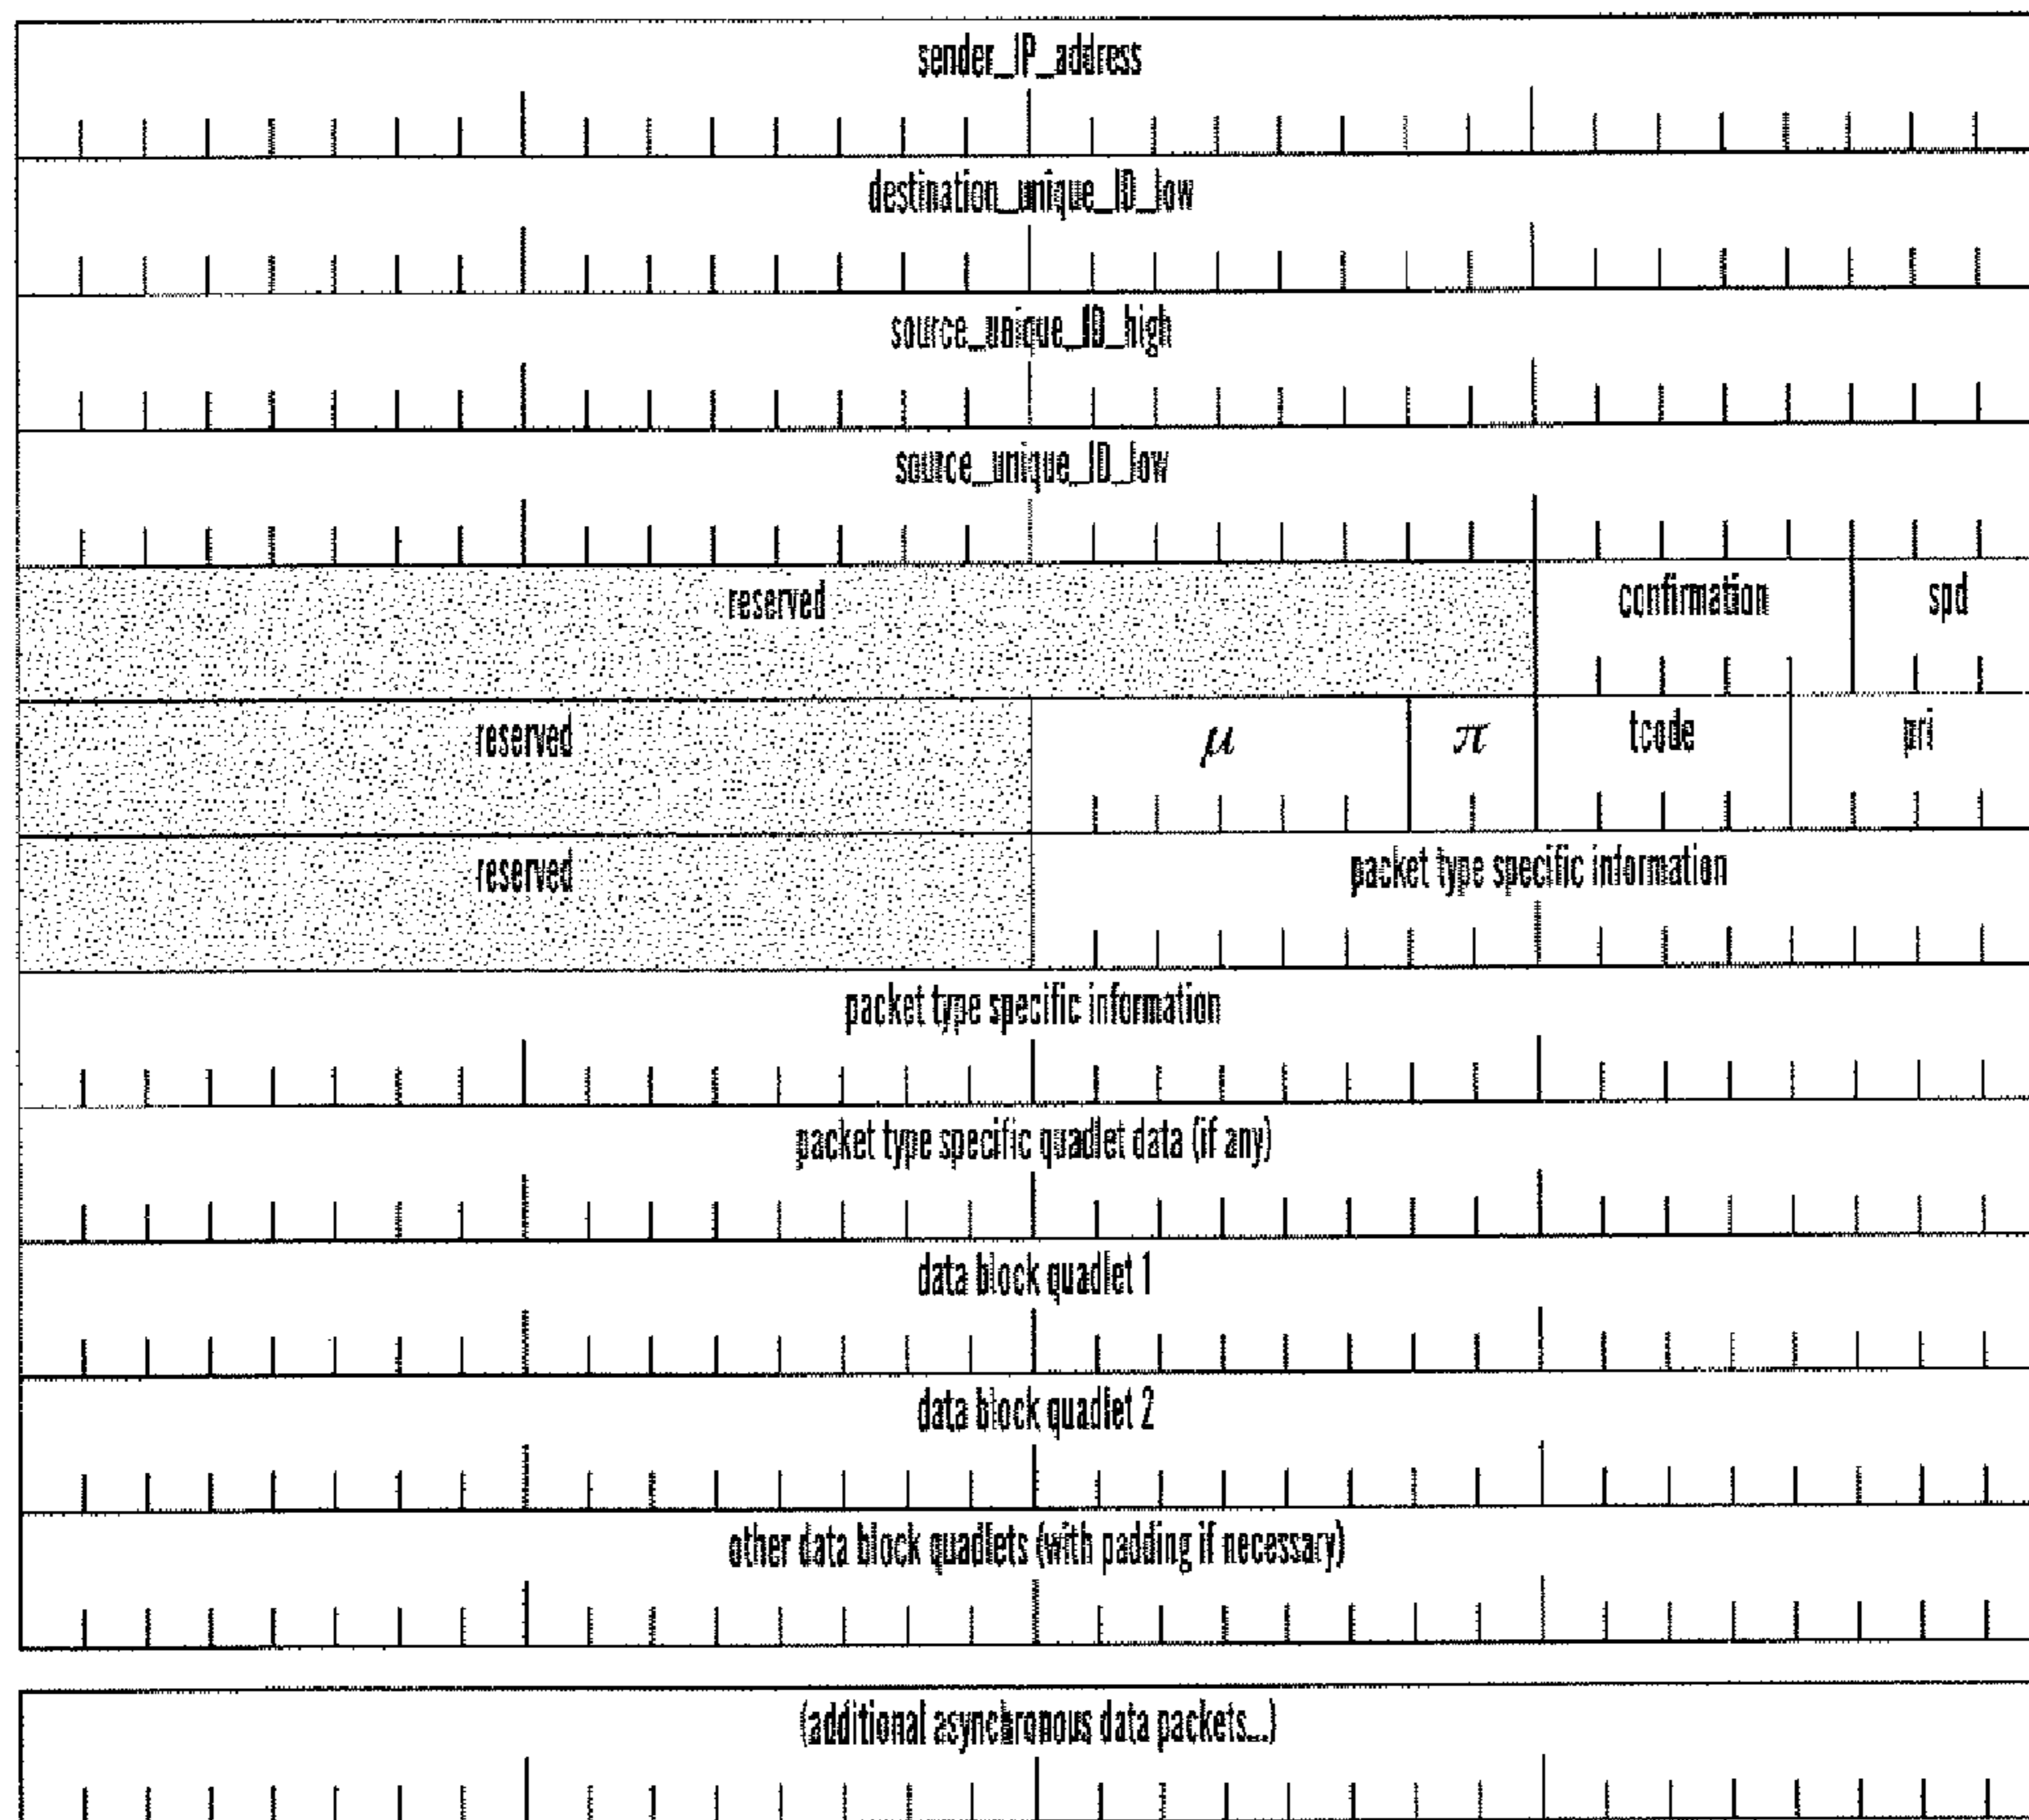 sender_IP_address
destination_unique_ID_low
source_unique_ID_high
source_unique_ID_low
reserved confirmation spd
reserved μ π tcode pri
reserved packet type specific information
packet type specific information
packet type specific quadlet data (if any)
data block quadlet 1
data block quadlet 2
other data block quadlets (with padding if necessary)
(additional asynchronous data packets...)